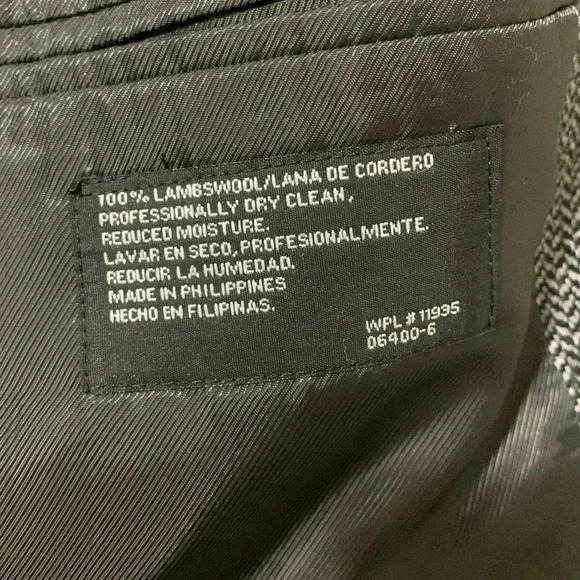 100% LAMBSWOOL/LANA DE CORDERO
PROFESSIONALLY DRY CLEAN,
REDUCED MOISTURE.
LAVAR EN SECO, PROFESIONALMENTE.
REDUCIR LA HUMEDAD.
MADE IN PHILIPPINES
HECHO EN FILIPINAS.
WPL # 11935
06400-6